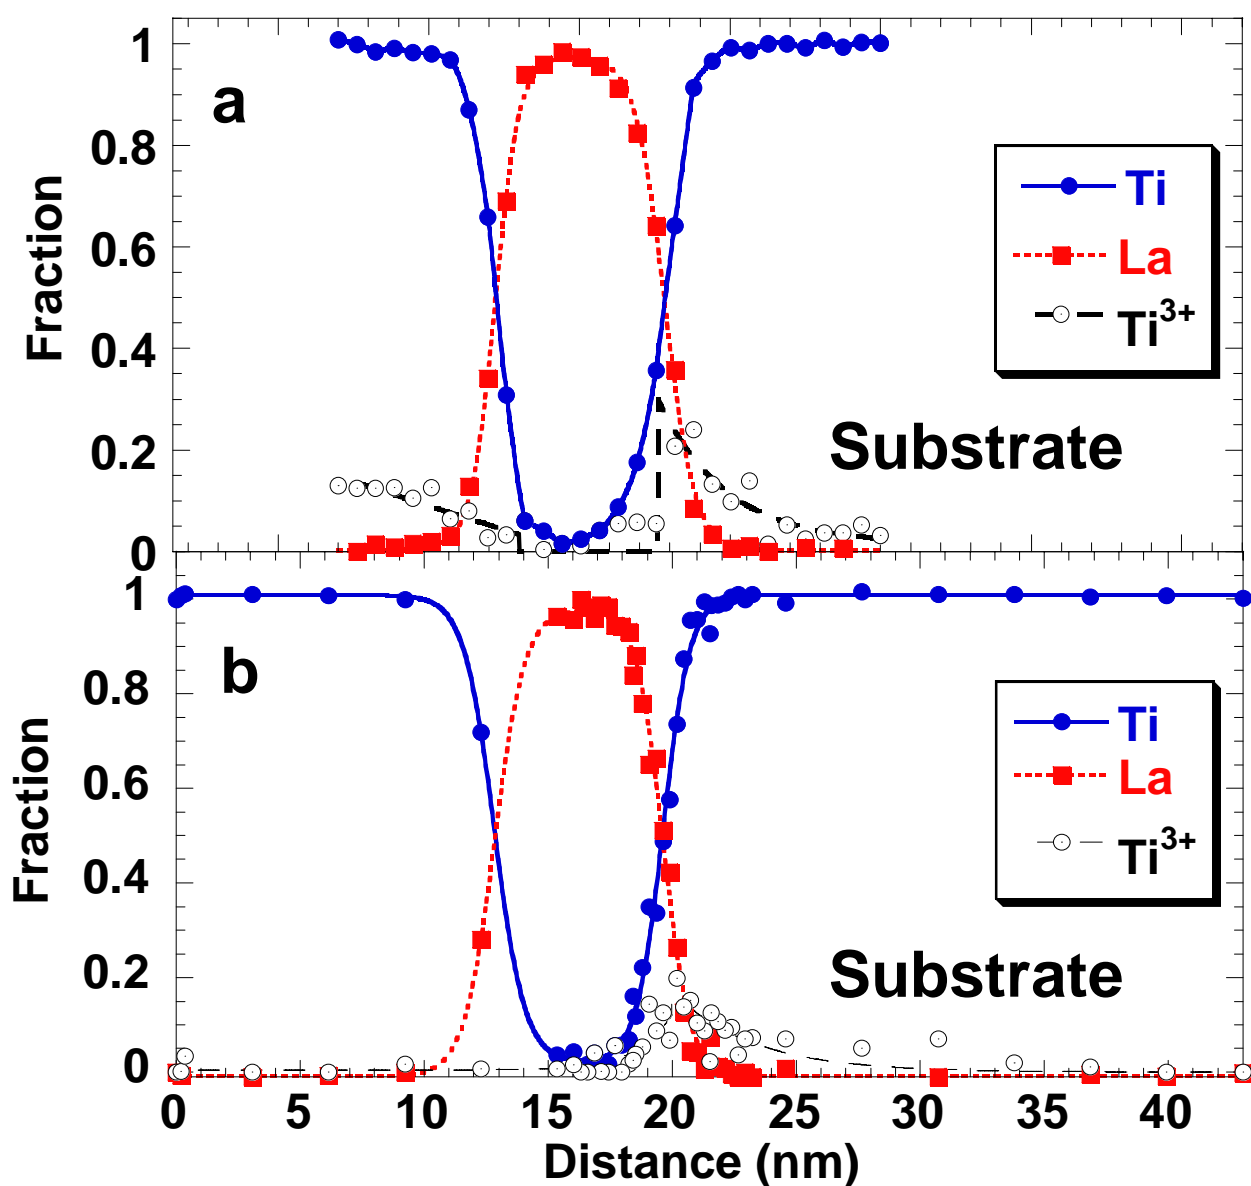 a
Fraction
1
0.8
0.6
0.4
0.2
0
Ti
La
Ti³⁺
Substrate
b
Fraction
1
0.8
0.6
0.4
0.2
0
Ti
La
Ti³⁺
Substrate
0 5 10 15 20 25 30 35 40
Distance (nm)